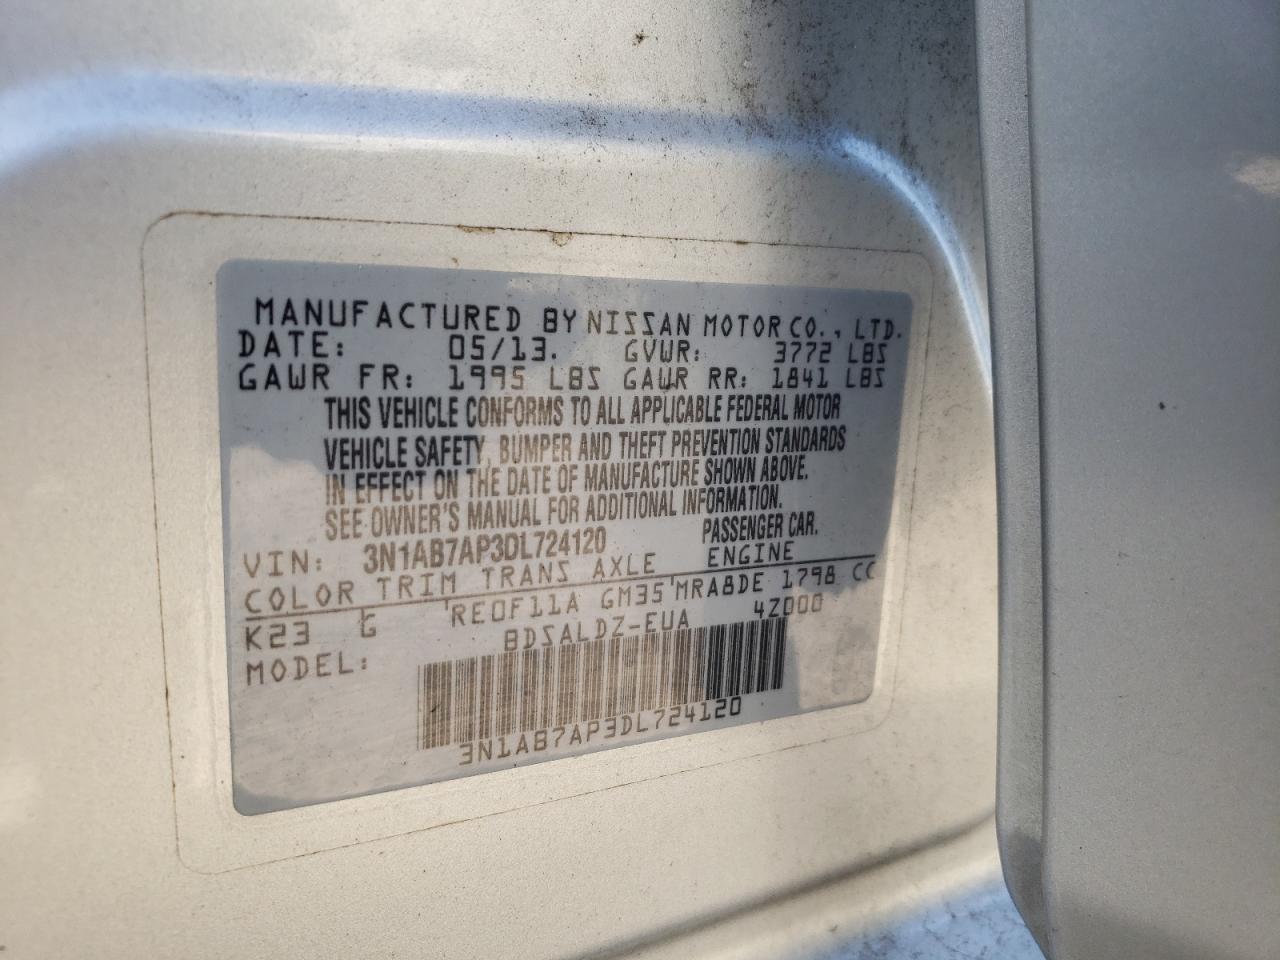 MANUFACTURED BY NISSAN MOTOR CO., LTD.
DATE: 05/13. GVWR: 3772 LBS
GAWR FR: 1995 LBS GAWR RR: 1841 LBS
THIS VEHICLE CONFORMS TO ALL APPLICABLE FEDERAL MOTOR
VEHICLE SAFETY, BUMPER AND THEFT PREVENTION STANDARDS
IN EFFECT ON THE DATE OF MANUFACTURE SHOWN ABOVE.
SEE OWNER'S MANUAL FOR ADDITIONAL INFORMATION.
VIN: 3N1AB7AP3DL724120 PASSENGER CAR.
COLOR TRIM TRANS AXLE ENGINE
K23 G RE0F11A GM35 MRA8DE 1798 CC
MODEL: BDSALDZ-EUA 4Z000
3N1AB7AP3DL724120